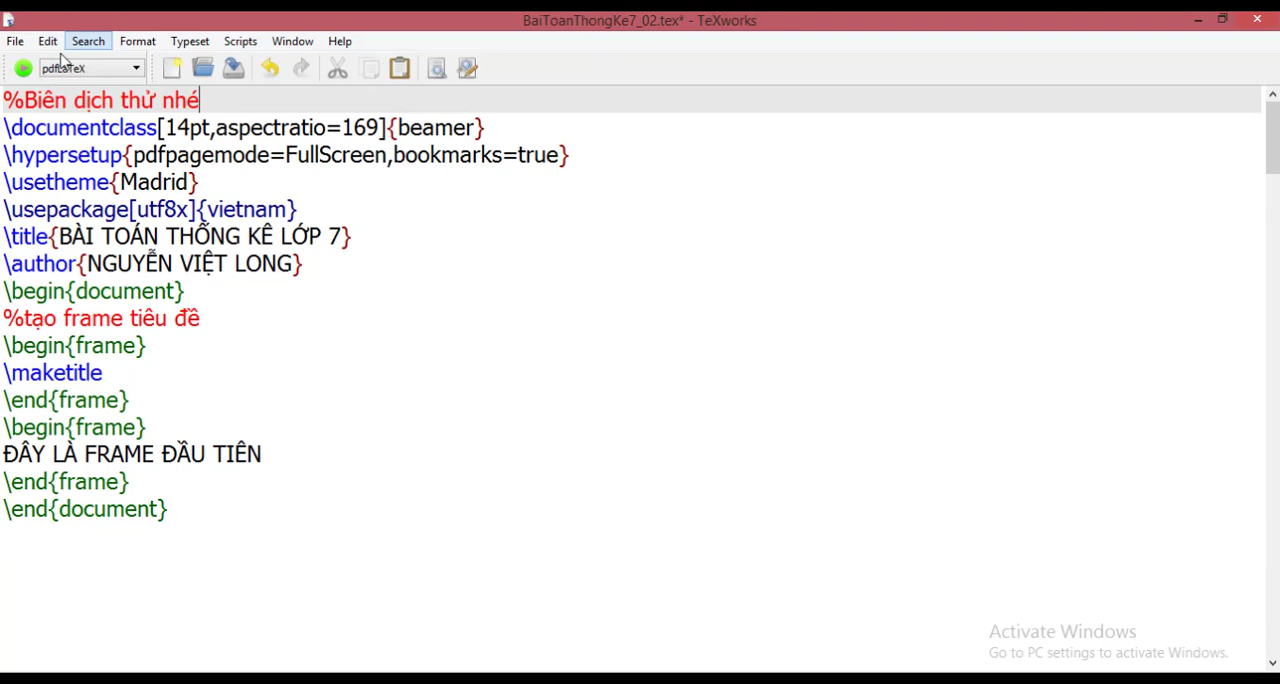 BaiToanThongKe7_02.tex* - TeXworks
File Edit Search Format Typeset Scripts Window Help
pdfLaTeX
%Biên dịch thử nhé
\documentclass[14pt,aspectratio=169]{beamer}
\hypersetup{pdfpagemode=FullScreen,bookmarks=true}
\usetheme{Madrid}
\usepackage[utf8x]{vietnam}
\title{BÀI TOÁN THỐNG KÊ LỚP 7}
\author{NGUYỄN VIỆT LONG}
\begin{document}
%tạo frame tiêu đề
\begin{frame}
\maketitle
\end{frame}
\begin{frame}
ĐÂY LÀ FRAME ĐẦU TIÊN
\end{frame}
\end{document}
Activate Windows
Go to PC settings to activate Windows.